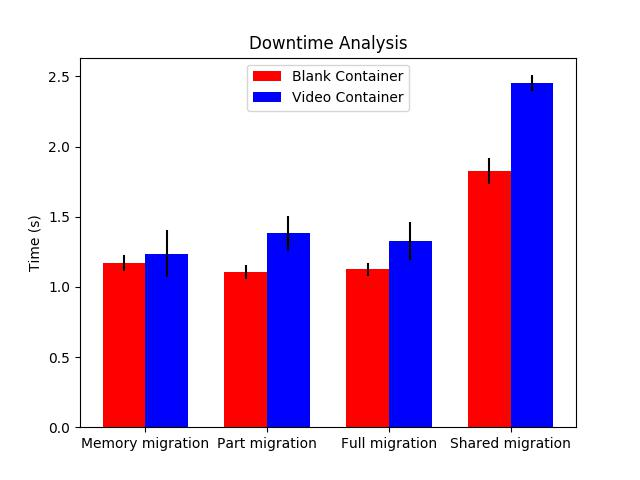 Downtime Analysis
Blank Container
Video Container
Time (s)
2.5
2.0
1.5
1.0
0.5
0.0
Memory migration Part migration Full migration Shared migration